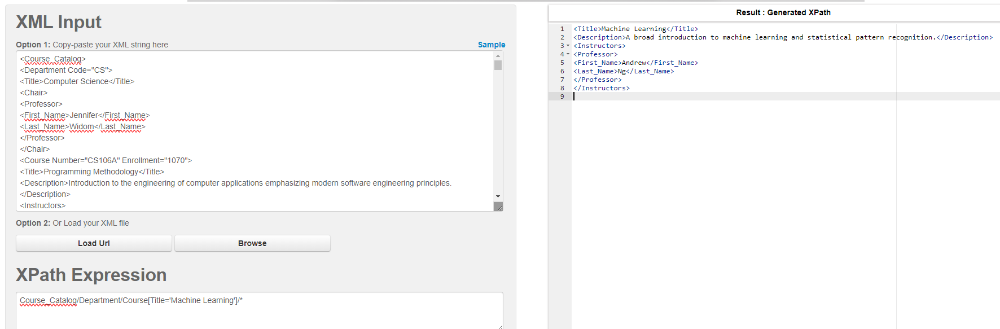 XML Input
Option 1: Copy-paste your XML string here
Sample
<Course_Catalog>
<Department Code="CS">
<Title>Computer Science</Title>
<Chair>
<Professor>
<First_Name>Jennifer</First_Name>
<Last_Name>Widom</Last_Name>
</Professor>
</Chair>
<Course Number="CS106A" Enrollment="1070">
<Title>Programming Methodology</Title>
<Description>Introduction to the engineering of computer applications emphasizing modern software engineering principles.
</Description>
<Instructors>
Option 2: Or Load your XML file
Load Url
Browse
XPath Expression
Course_Catalog/Department/Course[Title='Machine Learning']/*
Result : Generated XPath
1 <Title>Machine Learning</Title>
2 <Description>A broad introduction to machine learning and statistical pattern recognition.</Description>
3 <Instructors>
4 <Professor>
5 <First_Name>Andrew</First_Name>
6 <Last_Name>Ng</Last_Name>
7 </Professor>
8 </Instructors>
9